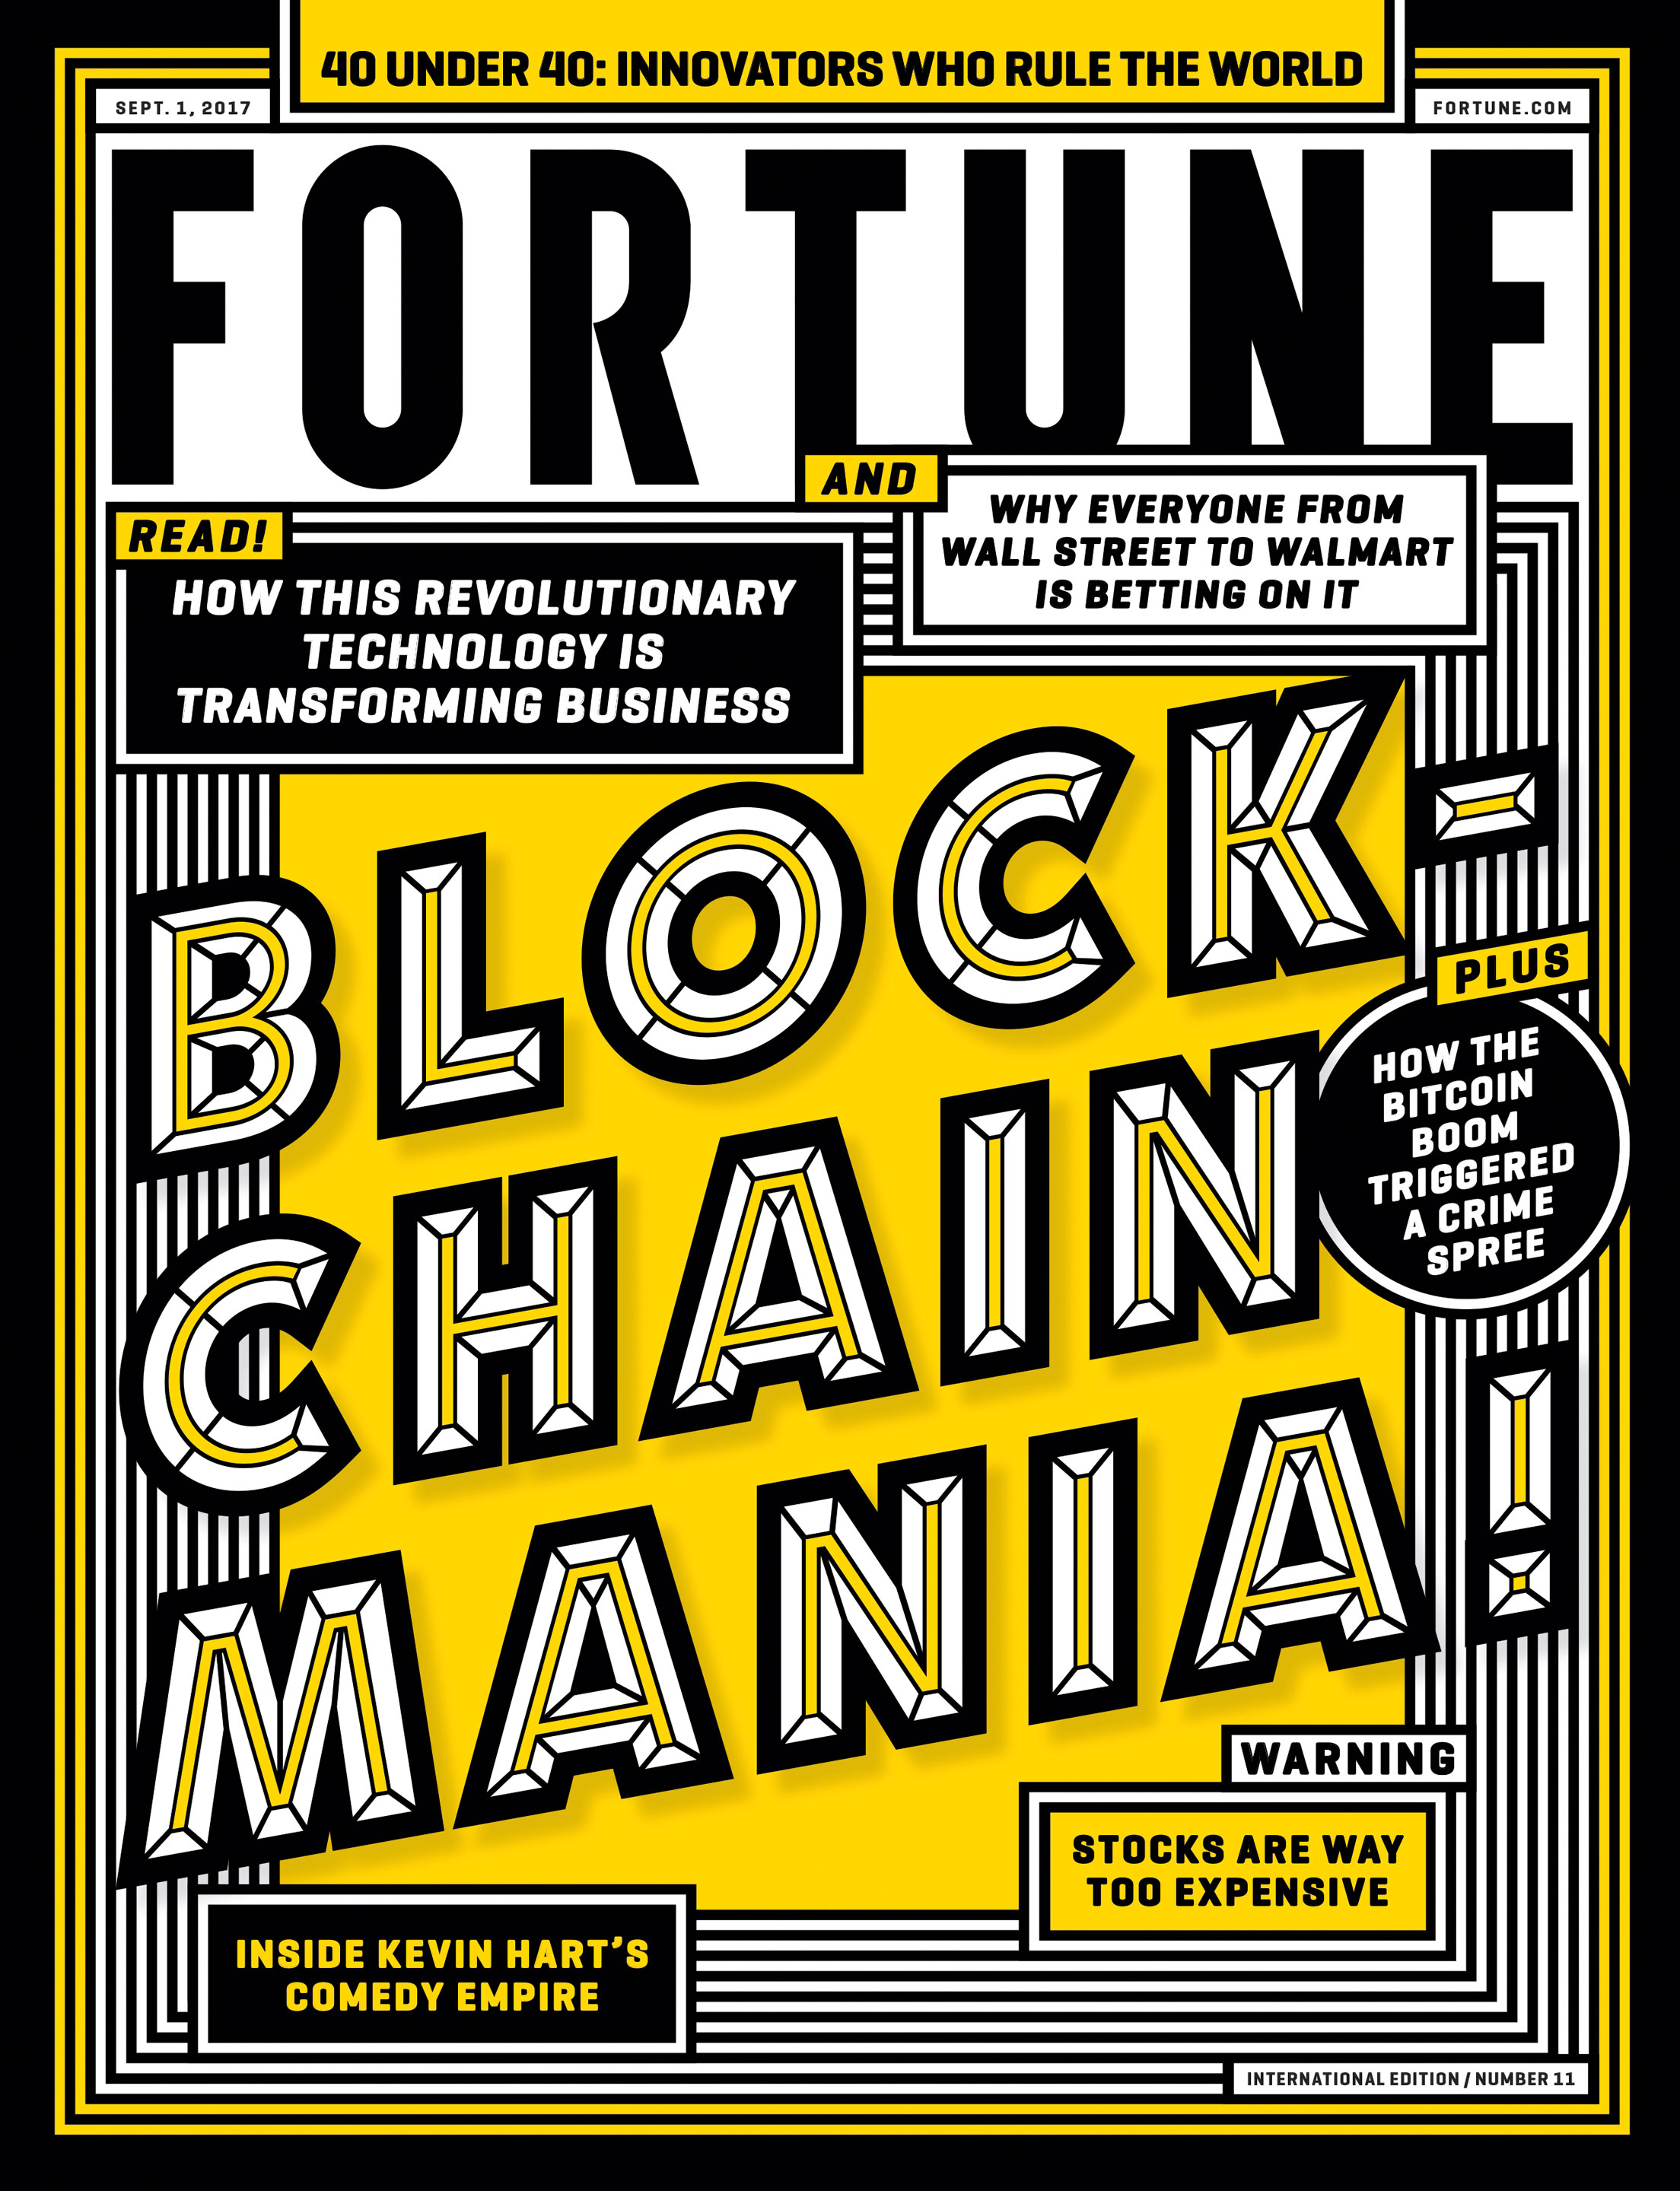 40 UNDER 40: INNOVATORS WHO RULE THE WORLD
SEPT. 1, 2017
FORTUNE.COM
FORTUNE
READ!
HOW THIS REVOLUTIONARY
TECHNOLOGY IS
TRANSFORMING BUSINESS
AND
WHY EVERYONE FROM
WALL STREET TO WALMART
IS BETTING ON IT
BLOCK-
CHAIN
MANIA!
PLUS
HOW THE
BITCOIN
BOOM
TRIGGERED
A CRIME
SPREE
WARNING
STOCKS ARE WAY
TOO EXPENSIVE
INSIDE KEVIN HART'S
COMEDY EMPIRE
INTERNATIONAL EDITION / NUMBER 11